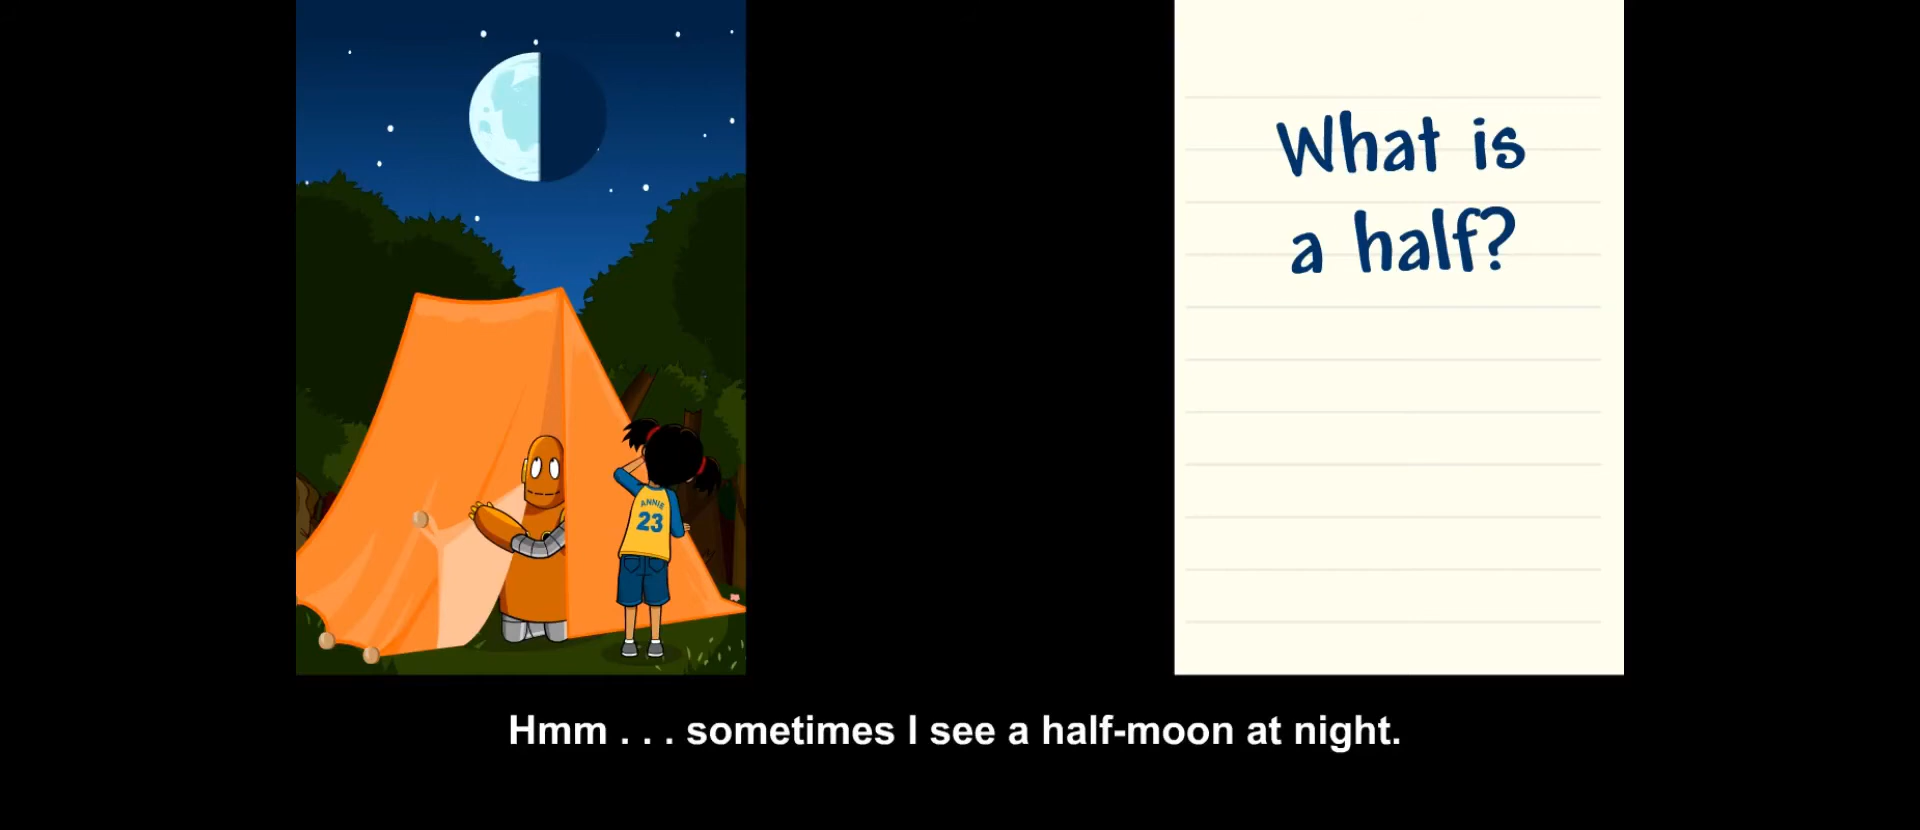 What is
a half?
ANNIE
23
Hmm . . . sometimes I see a half-moon at night.